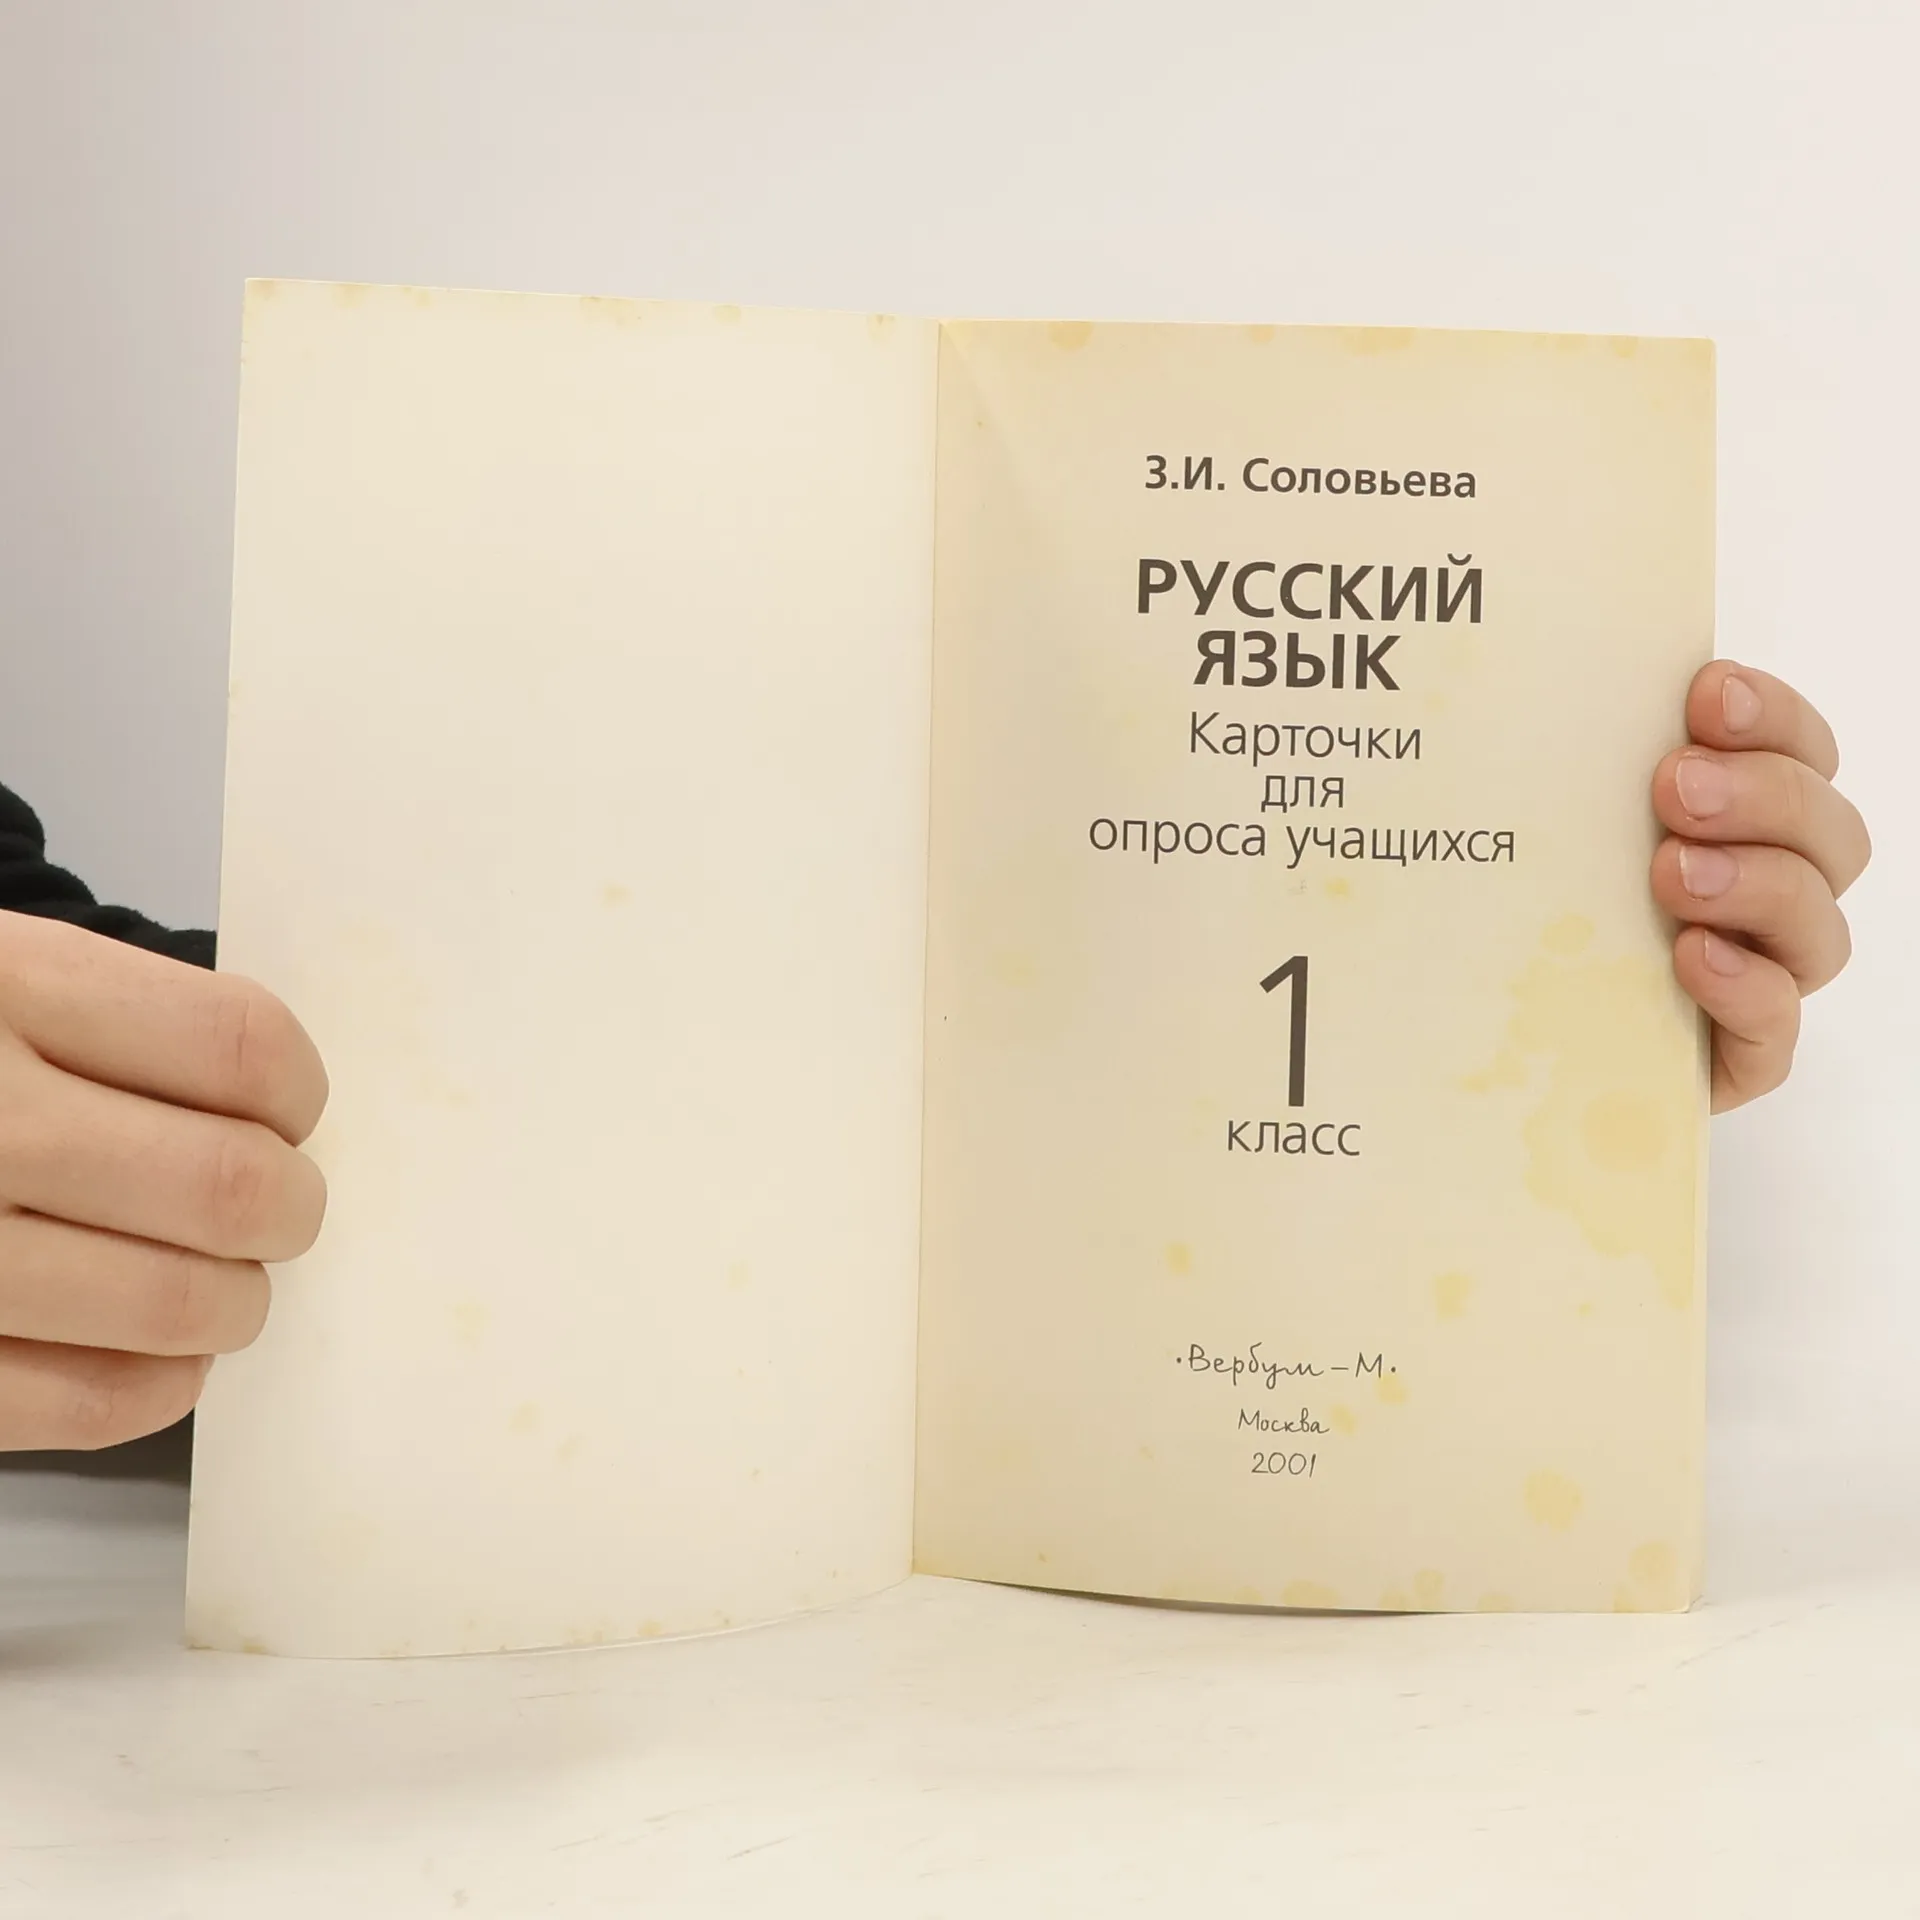 З.И. Соловьева
РУССКИЙ
ЯЗЫК
Карточки
для
опроса учащихся
1
класс
·Вербум–М·
Москва
2001